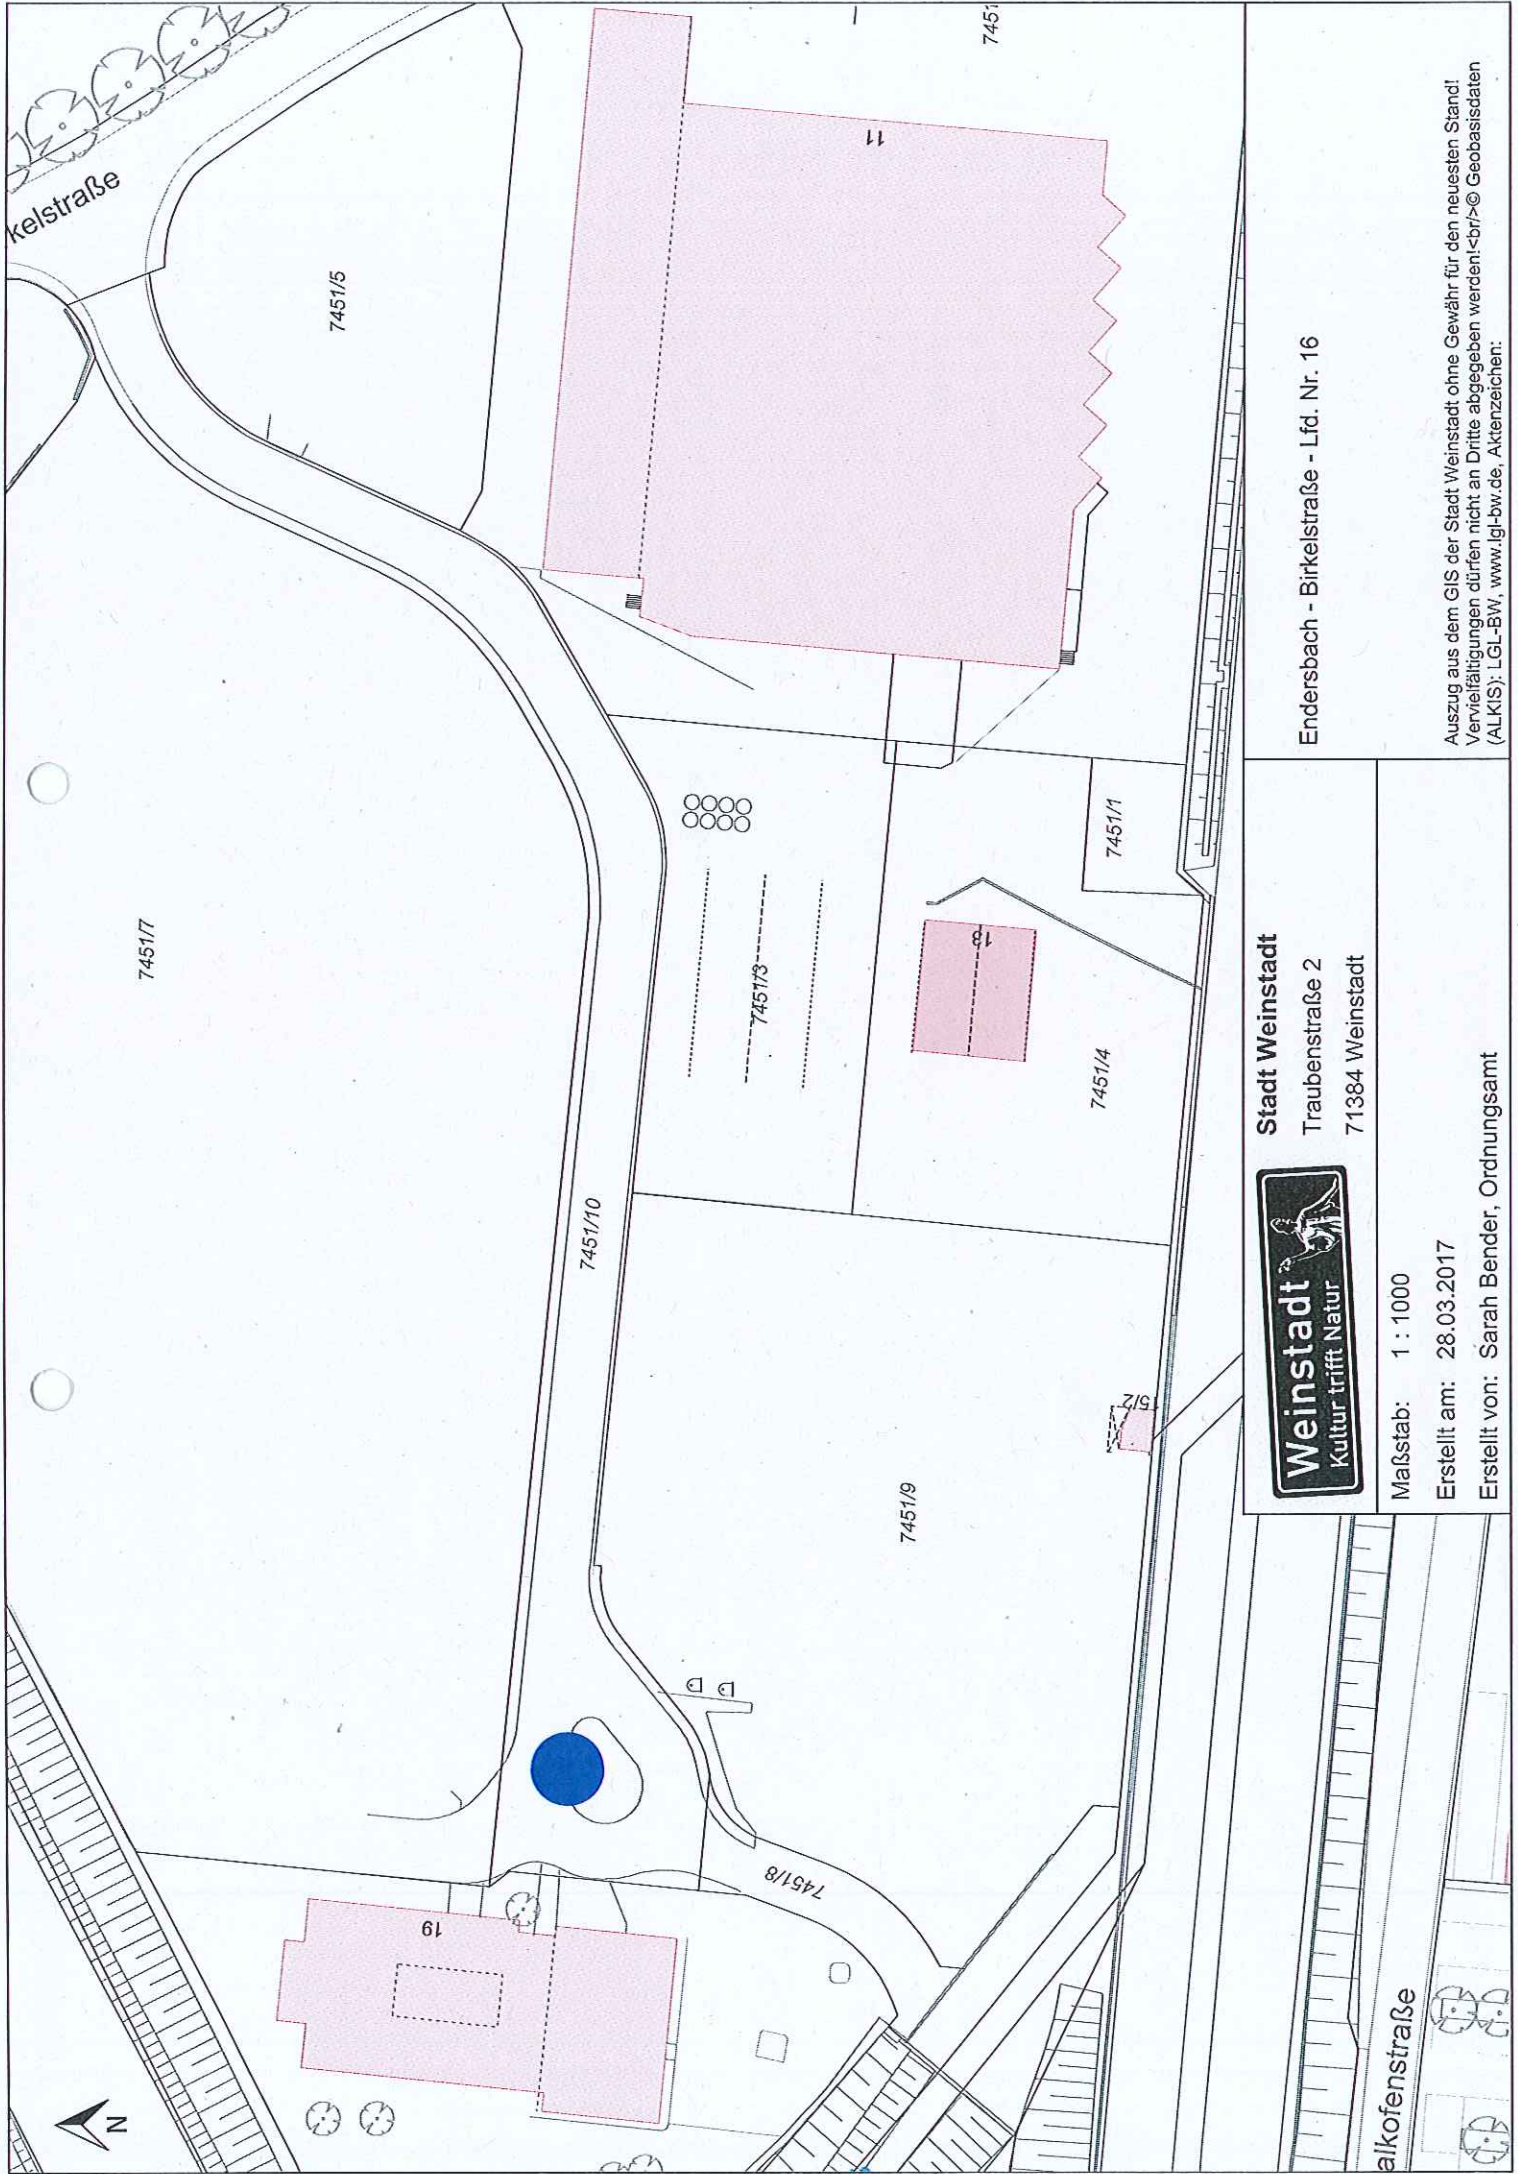 kelstraße
7451/5
7451
11
7451/7
7451/3
7451/1
13
7451/4
7451/10
7451/9
15/2
7451/8
19
N
alkofenstraße
Weinstadt
Kultur trifft Natur
Stadt Weinstadt
Traubenstraße 2
71384 Weinstadt
Maßstab: 1 : 1000
Erstellt am: 28.03.2017
Erstellt von: Sarah Bender, Ordnungsamt
Endersbach - Birkelstraße - Lfd. Nr. 16
Auszug aus dem GIS der Stadt Weinstadt ohne Gewähr für den neuesten Stand!
Vervielfältigungen dürfen nicht an Dritte abgegeben werden!<br/>© Geobasisdaten
(ALKIS): LGL-BW, www.lgl-bw.de, Aktenzeichen: